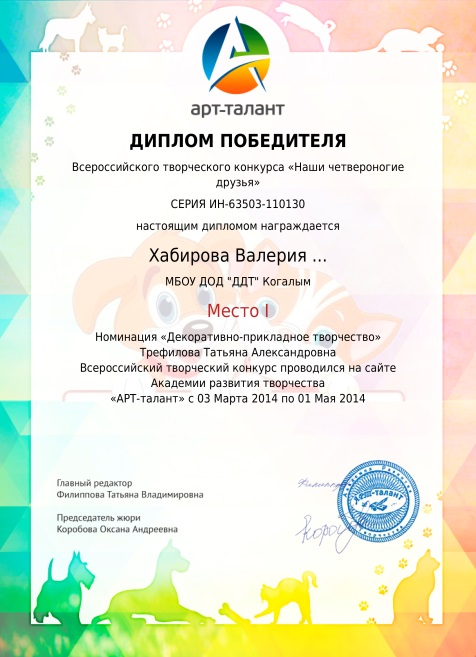 арт-талант
ДИПЛОМ ПОБЕДИТЕЛЯ
Всероссийского творческого конкурса «Наши четвероногие
друзья»
СЕРИЯ ИН-63503-110130
настоящим дипломом награждается
Хабирова Валерия ...
МБОУ ДОД "ДДТ" Когалым
Место I
Номинация «Декоративно-прикладное творчество»
Трефилова Татьяна Александровна
Всероссийский творческий конкурс проводился на сайте
Академии развития творчества
«АРТ-талант» с 03 Марта 2014 по 01 Мая 2014
Главный редактор
Филиппова Татьяна Владимировна
Председатель жюри
Коробова Оксана Андреевна
Арт-талант